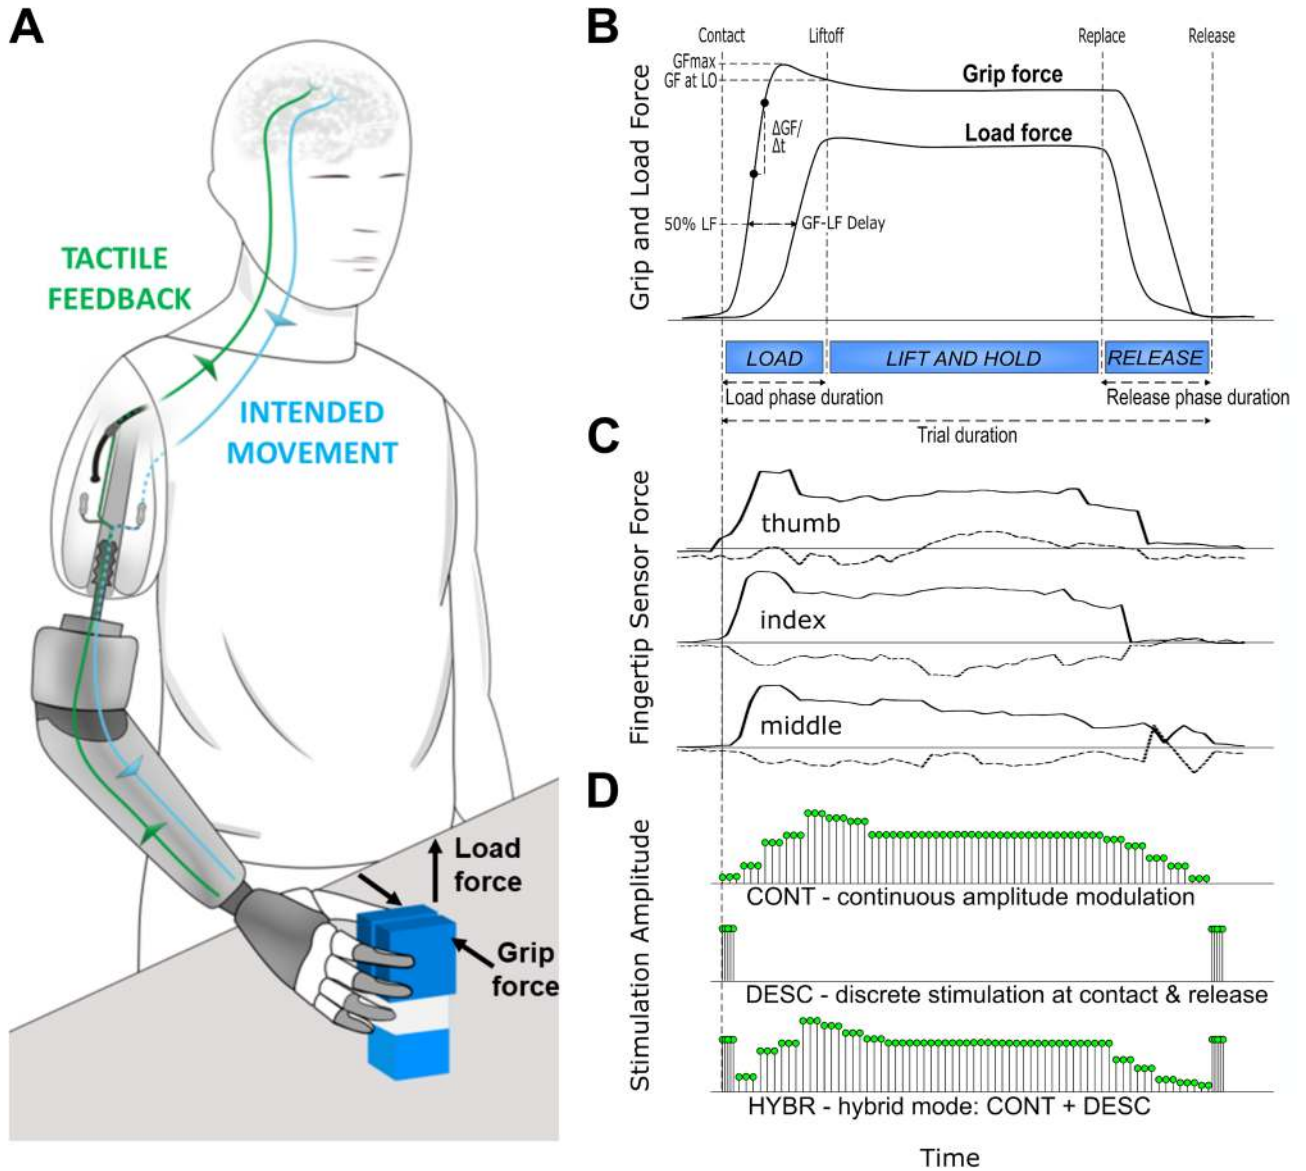 A
TACTILE
FEEDBACK
INTENDED
MOVEMENT
Load
force
Grip
force
B
Contact
Liftoff
Replace
Release
GFmax
GF at LO
Grip force
ΔGF/
Δt
Load force
50% LF
GF-LF Delay
Grip and Load Force
LOAD
LIFT AND HOLD
RELEASE
Load phase duration
Release phase duration
Trial duration
C
Fingertip Sensor Force
thumb
index
middle
D
Stimulation Amplitude
CONT - continuous amplitude modulation
DESC - discrete stimulation at contact & release
HYBR - hybrid mode: CONT + DESC
Time